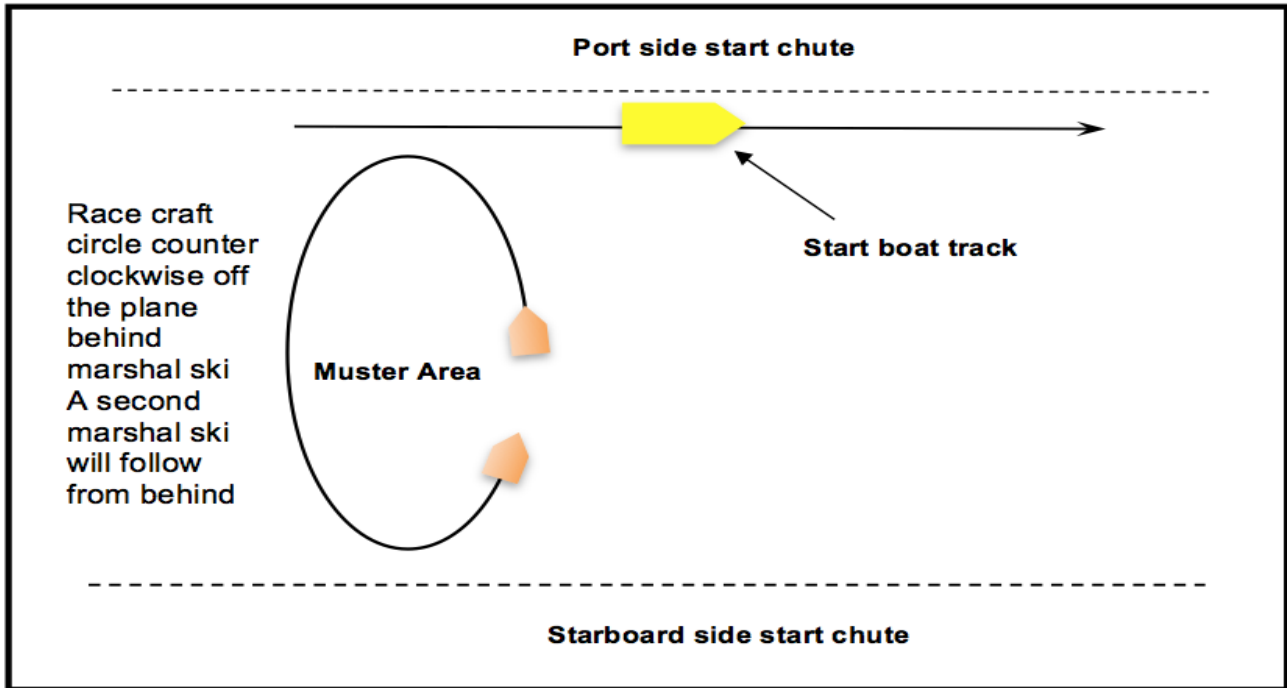 Port side start chute
Race craft
circle counter
clockwise off
the plane
behind
marshal ski
A second
marshal ski
will follow
from behind
Start boat track
Muster Area
Starboard side start chute